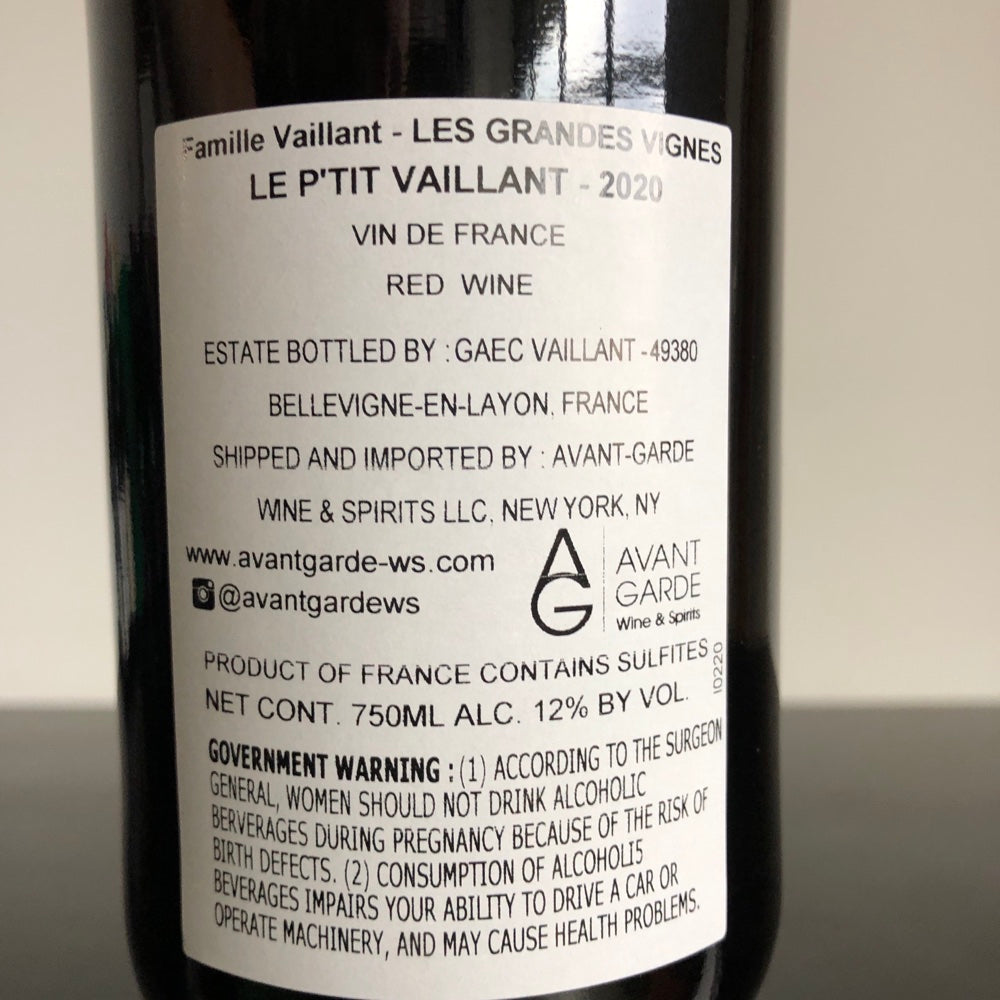 Famille Vaillant - LES GRANDES VIGNES
LE P'TIT VAILLANT - 2020
VIN DE FRANCE
RED WINE
ESTATE BOTTLED BY : GAEC VAILLANT - 49380
BELLEVIGNE-EN-LAYON, FRANCE
SHIPPED AND IMPORTED BY : AVANT-GARDE
WINE & SPIRITS LLC, NEW YORK, NY
www.avantgarde-ws.com
@avantgardews
AG
AVANT
GARDE
Wine & Spirits
PRODUCT OF FRANCE CONTAINS SULFITES
NET CONT. 750ML ALC. 12% BY VOL.
I0220
GOVERNMENT WARNING : (1) ACCORDING TO THE SURGEON
GENERAL, WOMEN SHOULD NOT DRINK ALCOHOLIC
BERVERAGES DURING PREGNANCY BECAUSE OF THE RISK OF
BIRTH DEFECTS. (2) CONSUMPTION OF ALCOHOLI5
BEVERAGES IMPAIRS YOUR ABILITY TO DRIVE A CAR OR
OPERATE MACHINERY, AND MAY CAUSE HEALTH PROBLEMS.